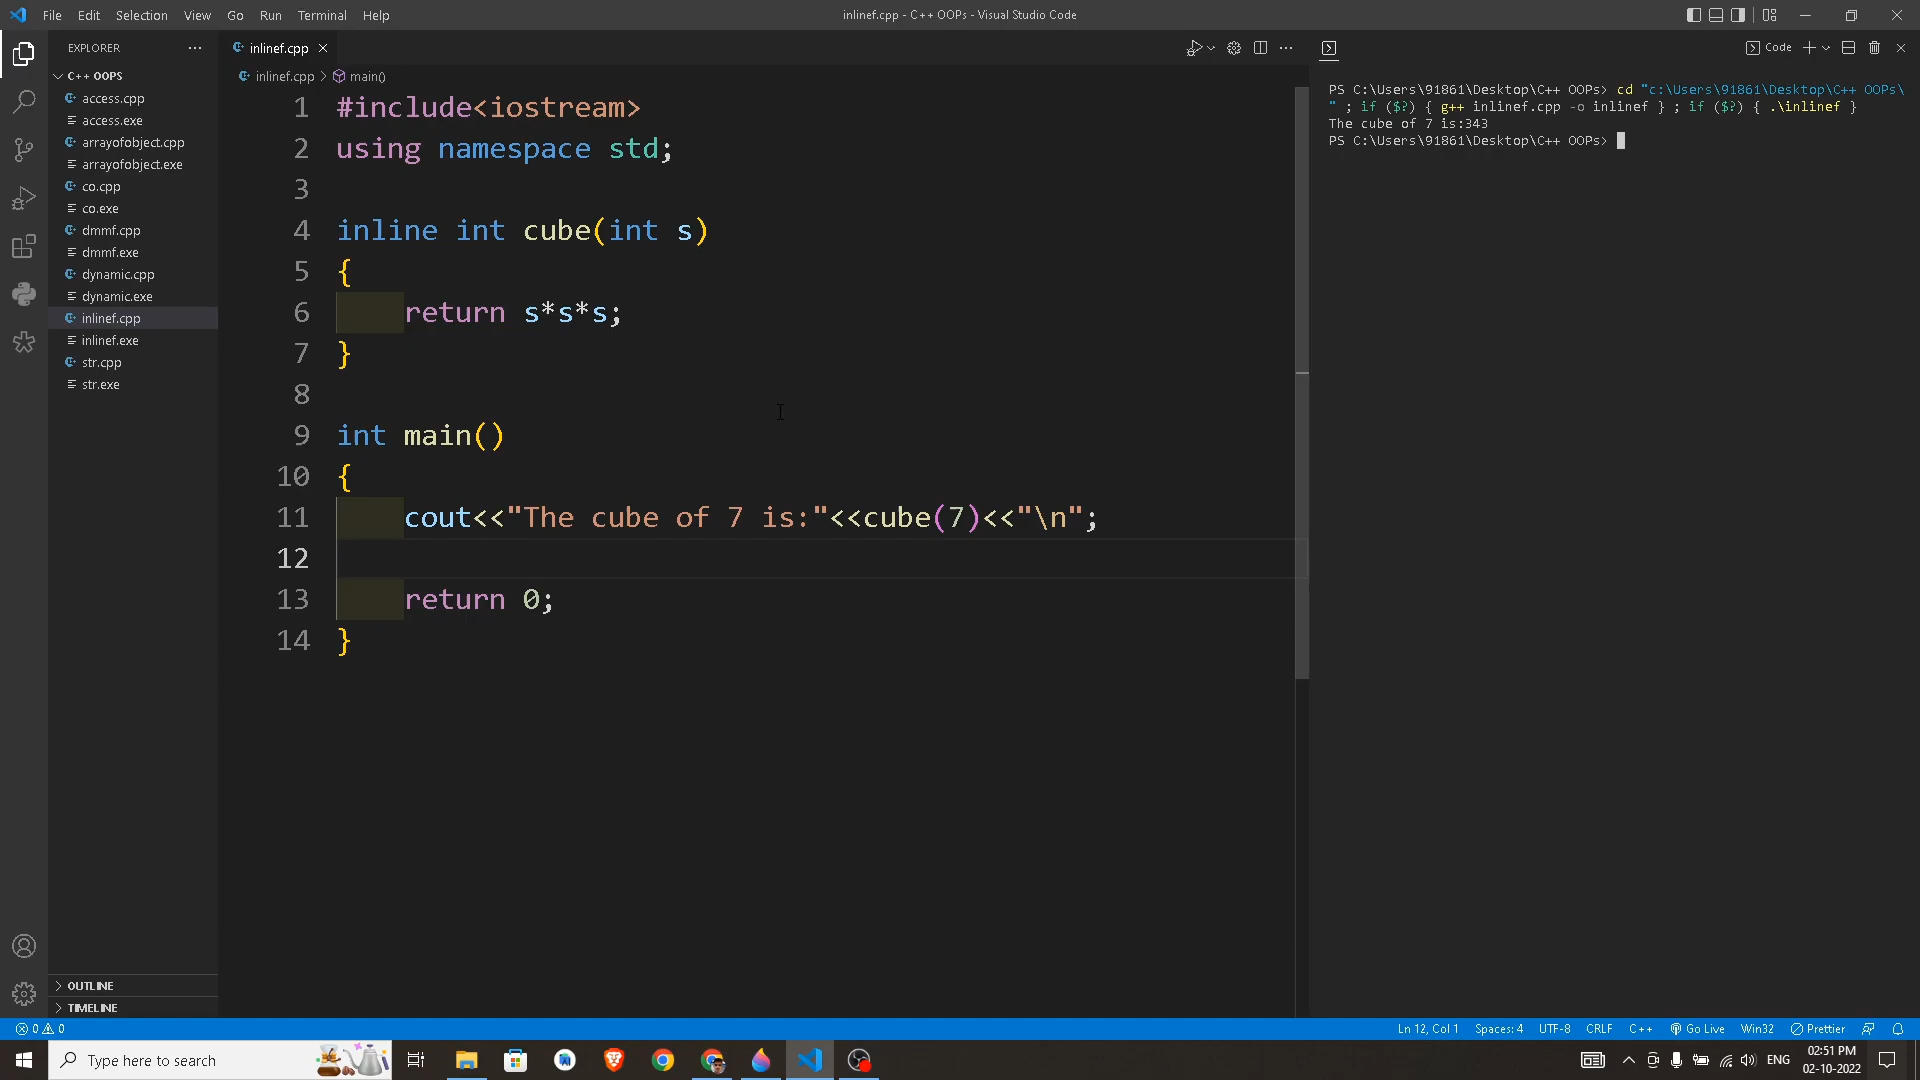 File Edit Selection View Go Run Terminal Help
inlinef.cpp - C++ OOPs - Visual Studio Code
EXPLORER
C++ OOPS
access.cpp
access.exe
arrayofobject.cpp
arrayofobject.exe
co.cpp
co.exe
dmmf.cpp
dmmf.exe
dynamic.cpp
dynamic.exe
inlinef.cpp
inlinef.exe
str.cpp
str.exe
OUTLINE
TIMELINE
inlinef.cpp
inlinef.cpp > main()
1 #include<iostream>
2 using namespace std;
3
4 inline int cube(int s)
5 {
6 return s*s*s;
7 }
8
9 int main()
10 {
11 cout<<"The cube of 7 is:"<<cube(7)<<"\n";
12
13 return 0;
14 }
Code
PS C:\Users\91861\Desktop\C++ OOPs> cd "c:\Users\91861\Desktop\C++ OOPs\
" ; if ($?) { g++ inlinef.cpp -o inlinef } ; if ($?) { .\inlinef }
The cube of 7 is:343
PS C:\Users\91861\Desktop\C++ OOPs>
0 0
Ln 12, Col 1 Spaces: 4 UTF-8 CRLF C++ Go Live Win32 Prettier
Type here to search
ENG
02:51 PM
02-10-2022